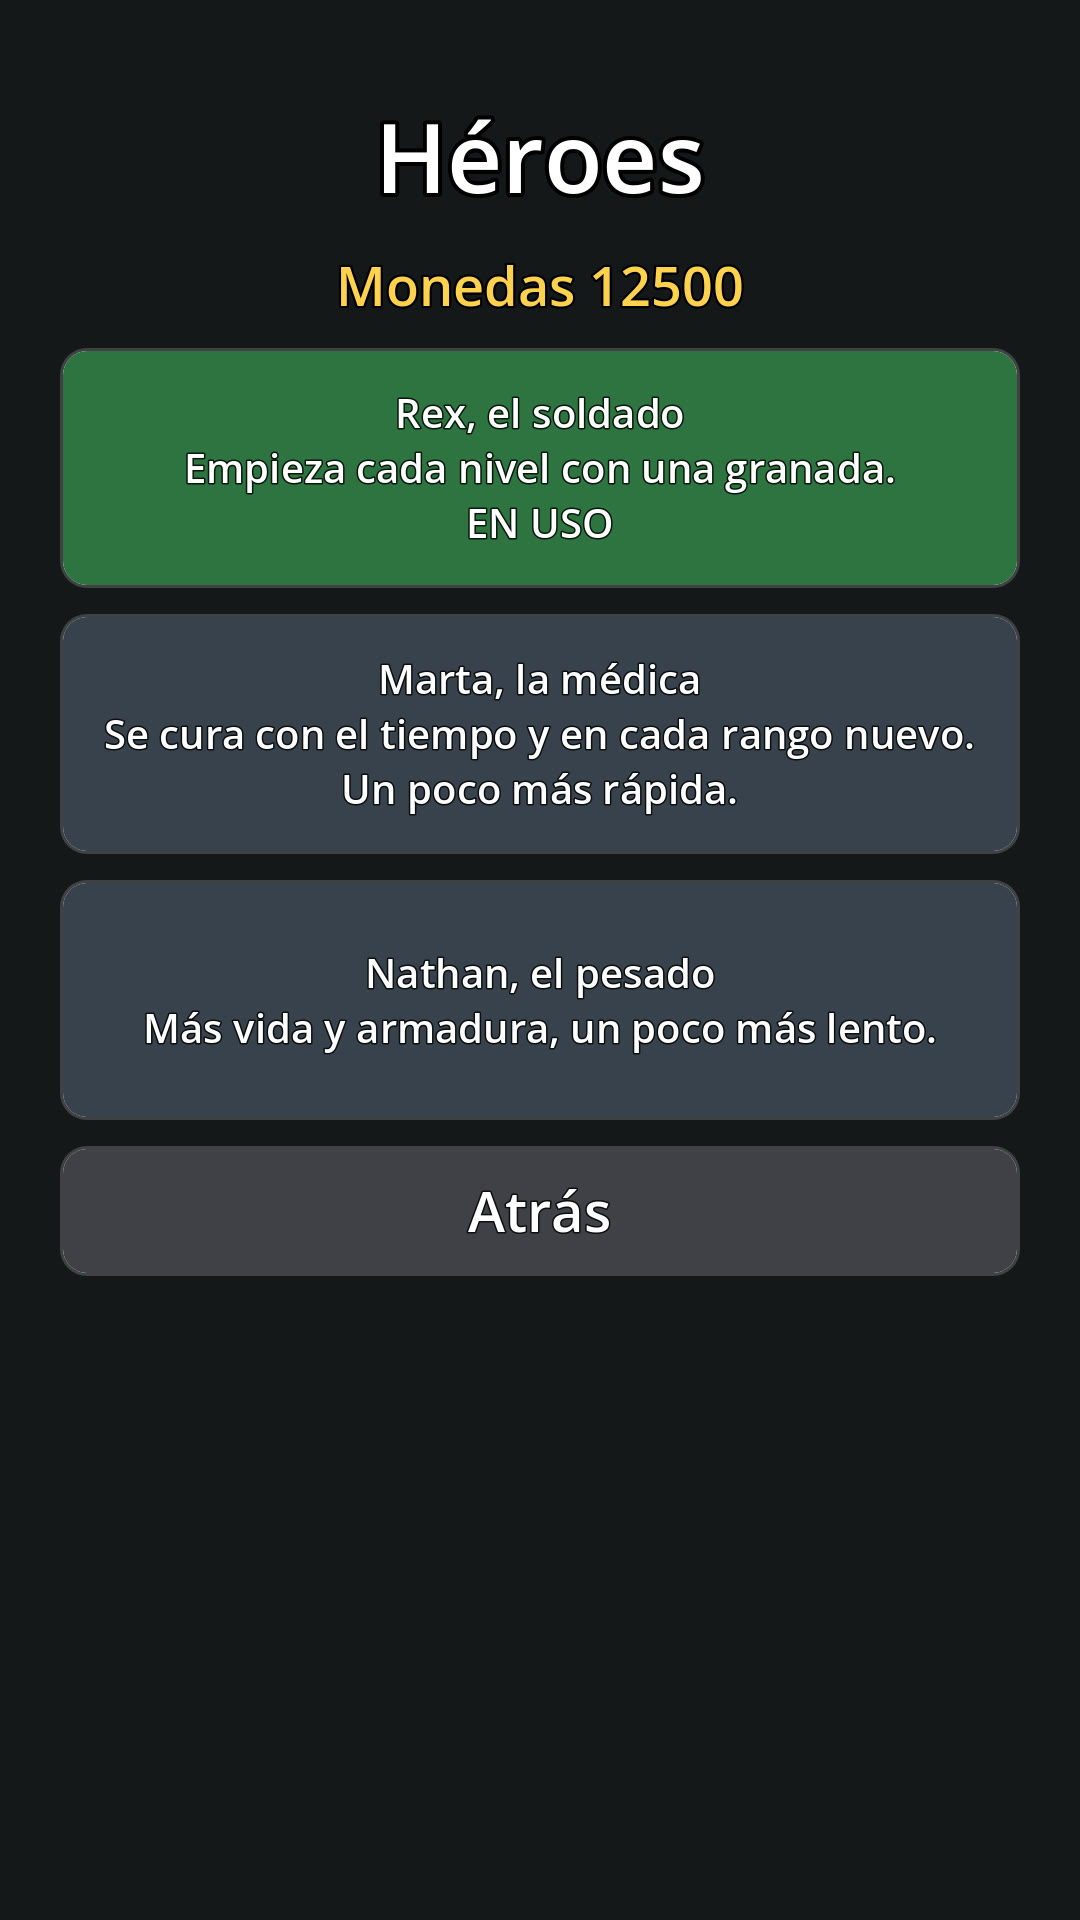 Héroes
Monedas 12500
Rex, el soldado
Empieza cada nivel con una granada.
EN USO
Marta, la médica
Se cura con el tiempo y en cada rango nuevo.
Un poco más rápida.
Nathan, el pesado
Más vida y armadura, un poco más lento.
Atrás